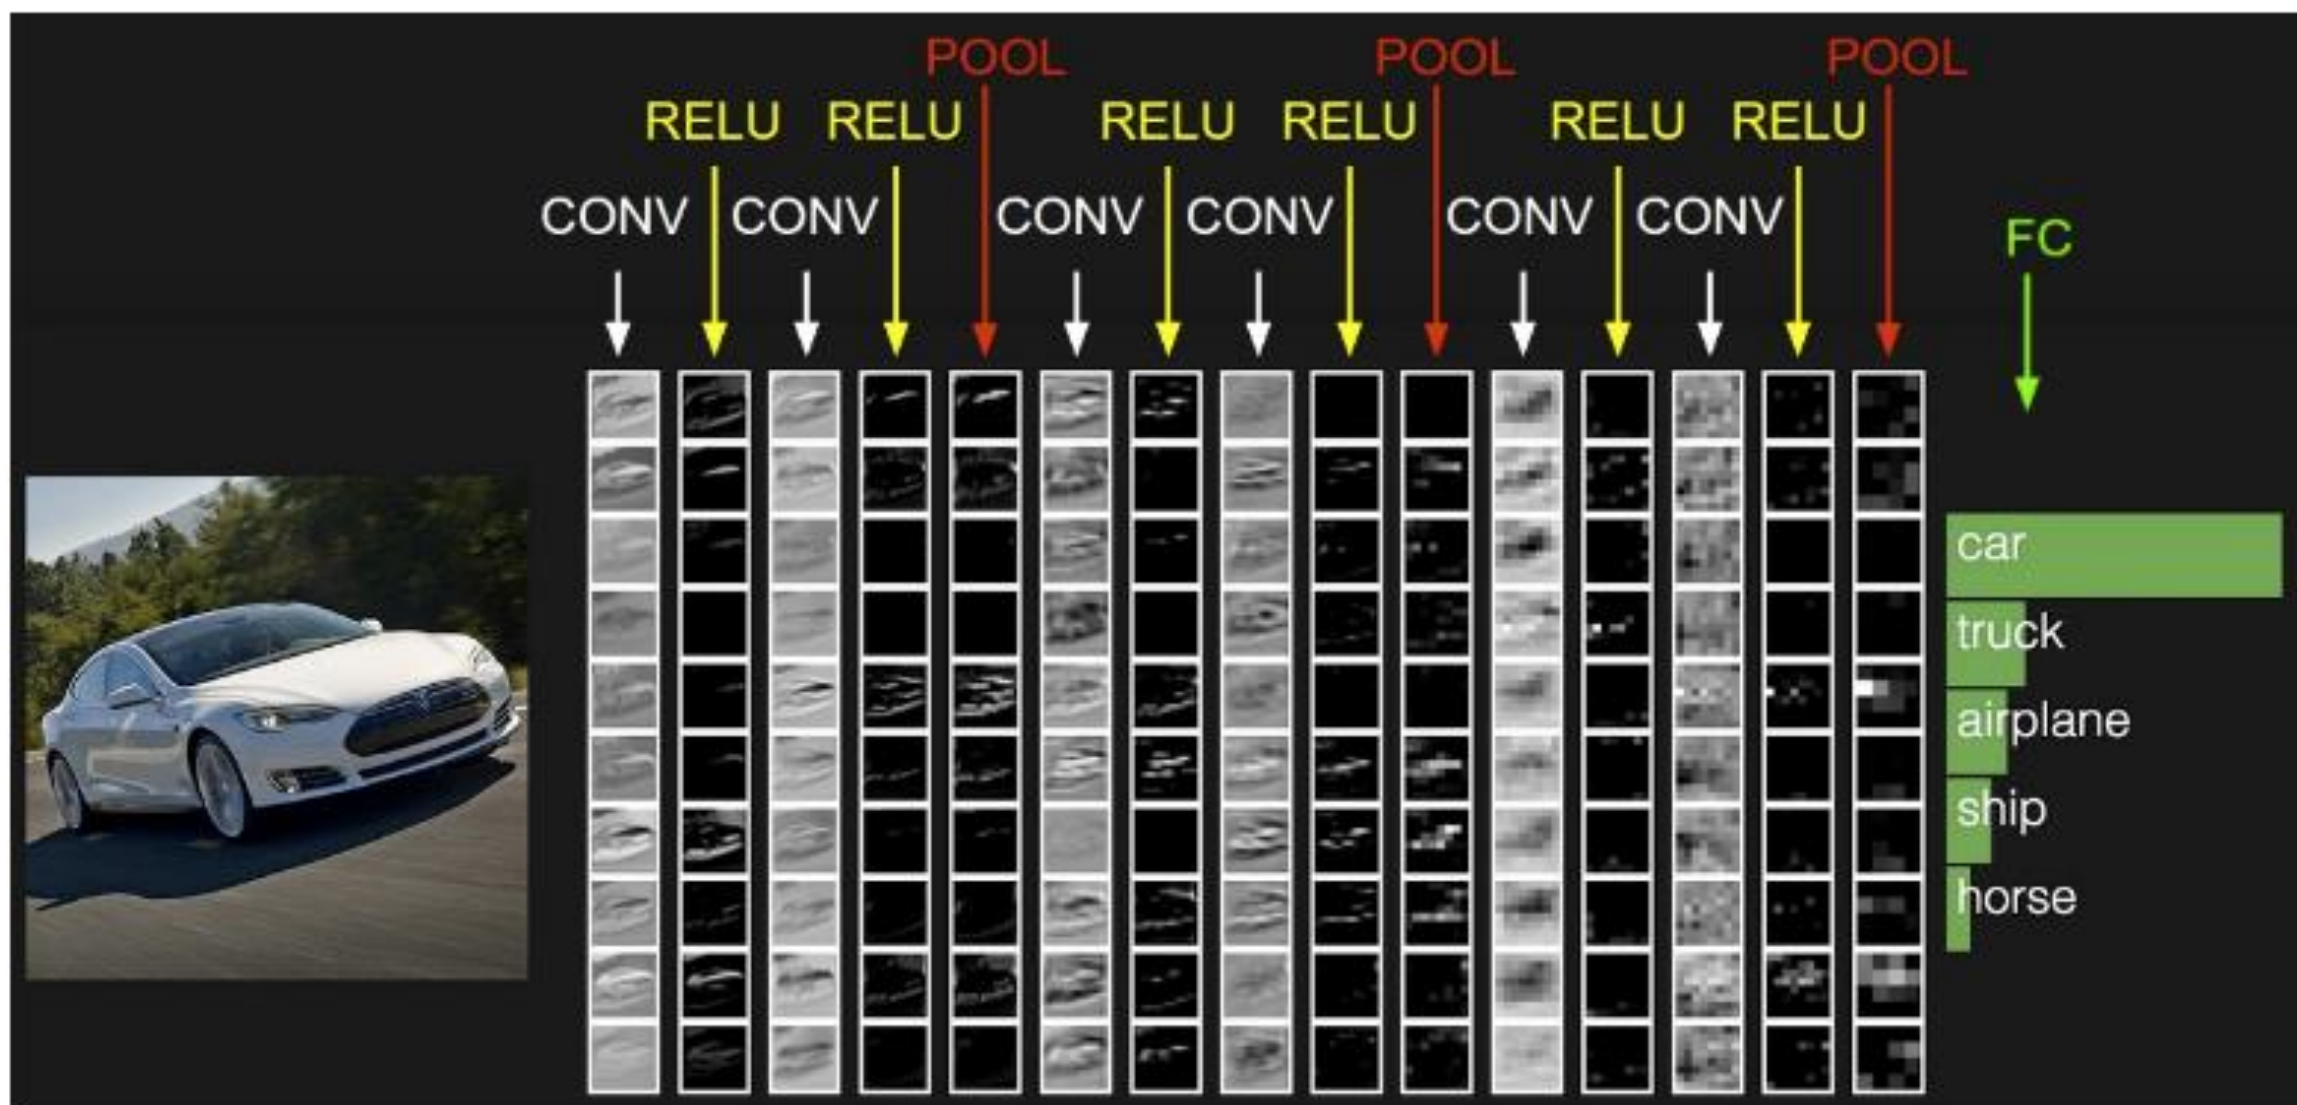 POOL POOL POOL
RELU RELU RELU RELU RELU RELU
CONV CONV CONV CONV CONV CONV
FC
car
truck
airplane
ship
horse